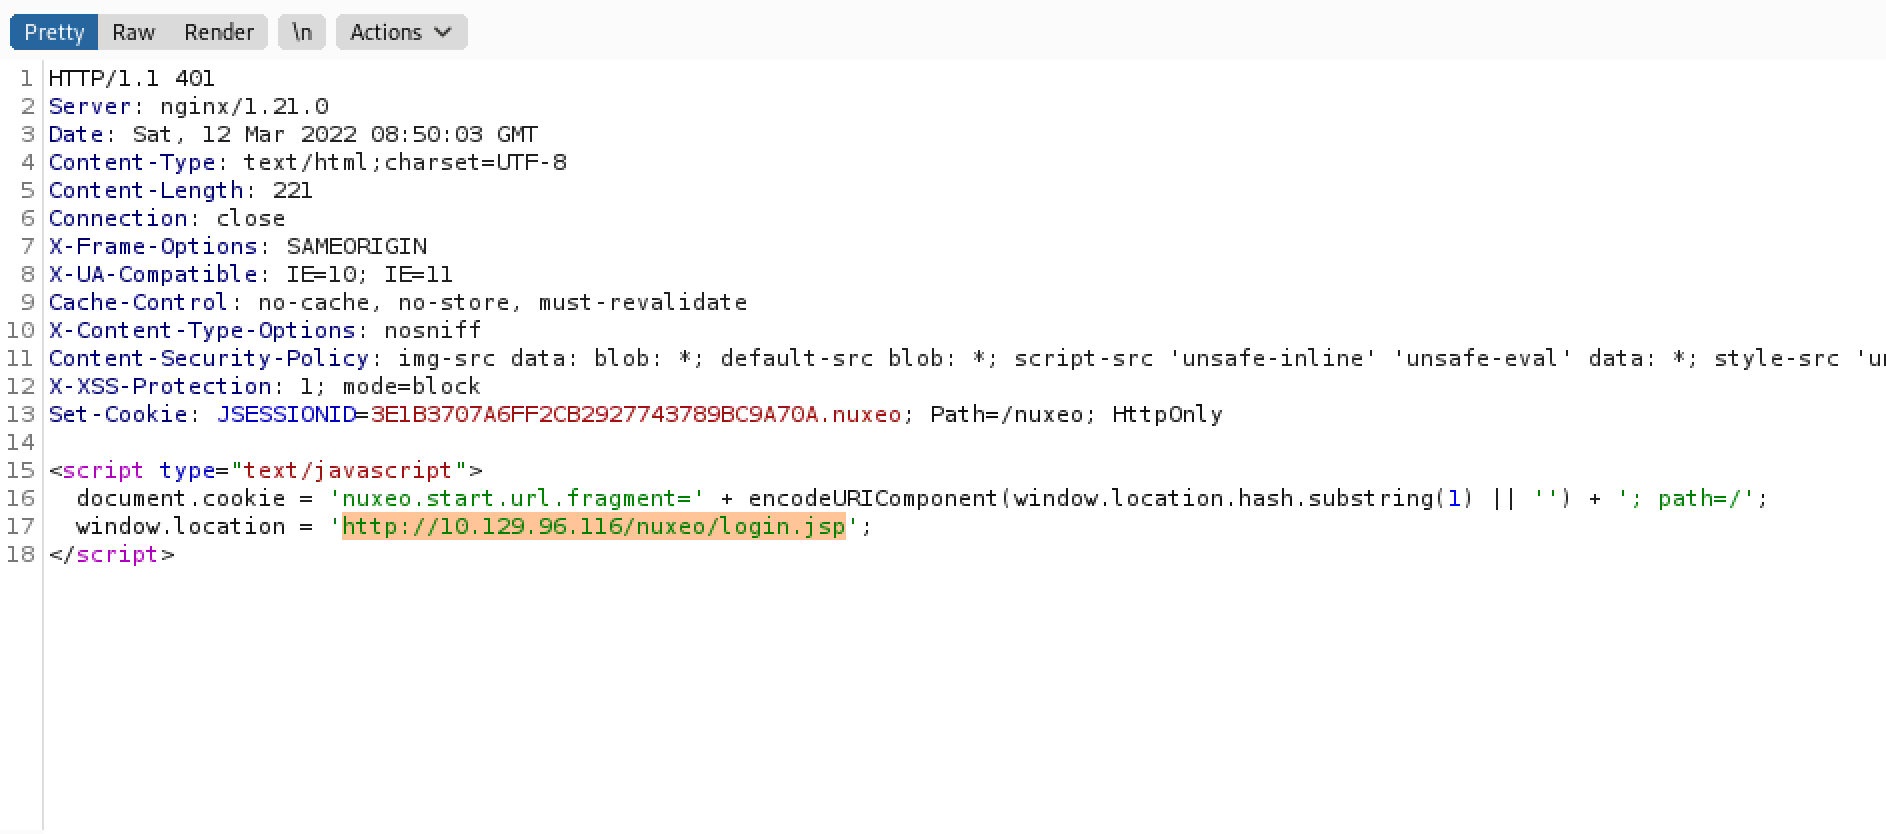 Pretty Raw Render \n Actions
1 HTTP/1.1 401
2 Server: nginx/1.21.0
3 Date: Sat, 12 Mar 2022 08:50:03 GMT
4 Content-Type: text/html;charset=UTF-8
5 Content-Length: 221
6 Connection: close
7 X-Frame-Options: SAMEORIGIN
8 X-UA-Compatible: IE=10; IE=11
9 Cache-Control: no-cache, no-store, must-revalidate
10 X-Content-Type-Options: nosniff
11 Content-Security-Policy: img-src data: blob: *; default-src blob: *; script-src 'unsafe-inline' 'unsafe-eval' data: *; style-src
12 X-XSS-Protection: 1; mode=block
13 Set-Cookie: JSESSIONID=3E1B3707A6FF2CB2927743789BC9A70A.nuxeo; Path=/nuxeo; HttpOnly
14
15 <script type="text/javascript">
16 document.cookie = 'nuxeo.start.url.fragment=' + encodeURIComponent(window.location.hash.substring(1) || '') + '; path=/';
17 window.location = 'http://10.129.96.116/nuxeo/login.jsp';
18 </script>